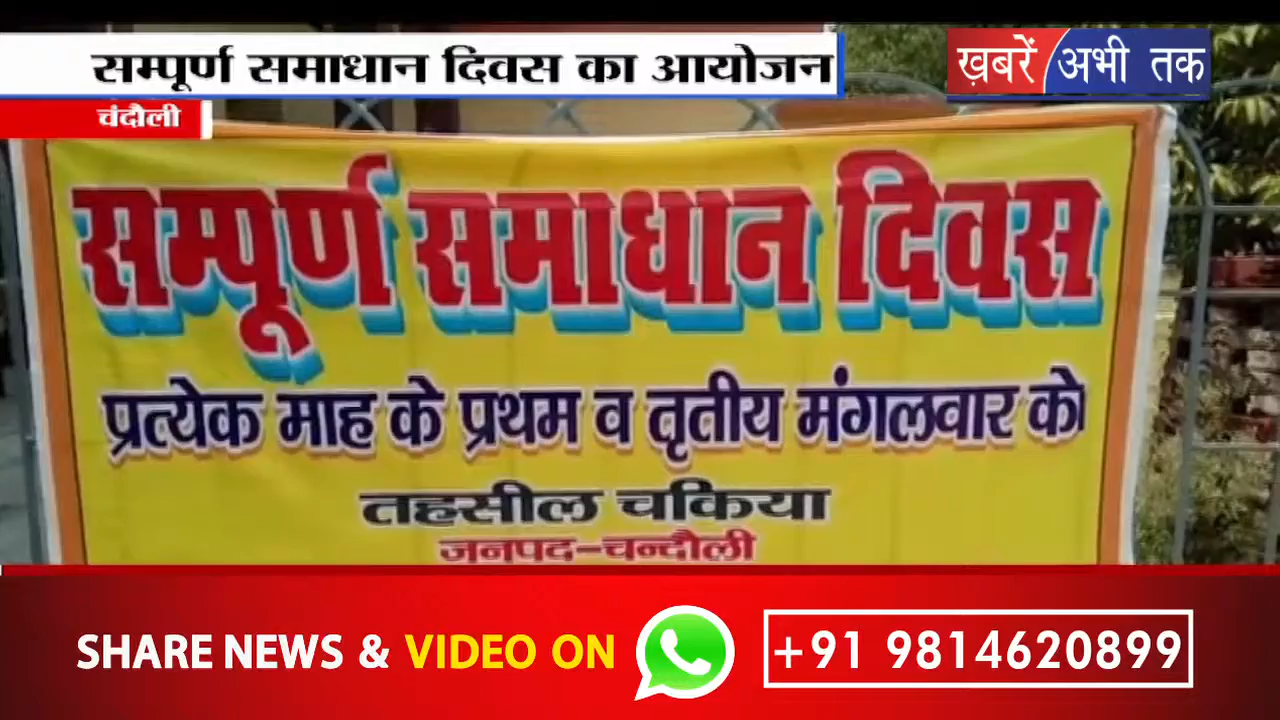 सम्पूर्ण समाधान दिवस का आयोजन
ख़बरें अभी तक
चंदौली
सम्पूर्ण समाधान दिवस
प्रत्येक माह के प्रथम व तृतीय मंगलवार को
तहसील चकिया
जनपद-चन्दौली
SHARE NEWS & VIDEO ON
+91 9814620899